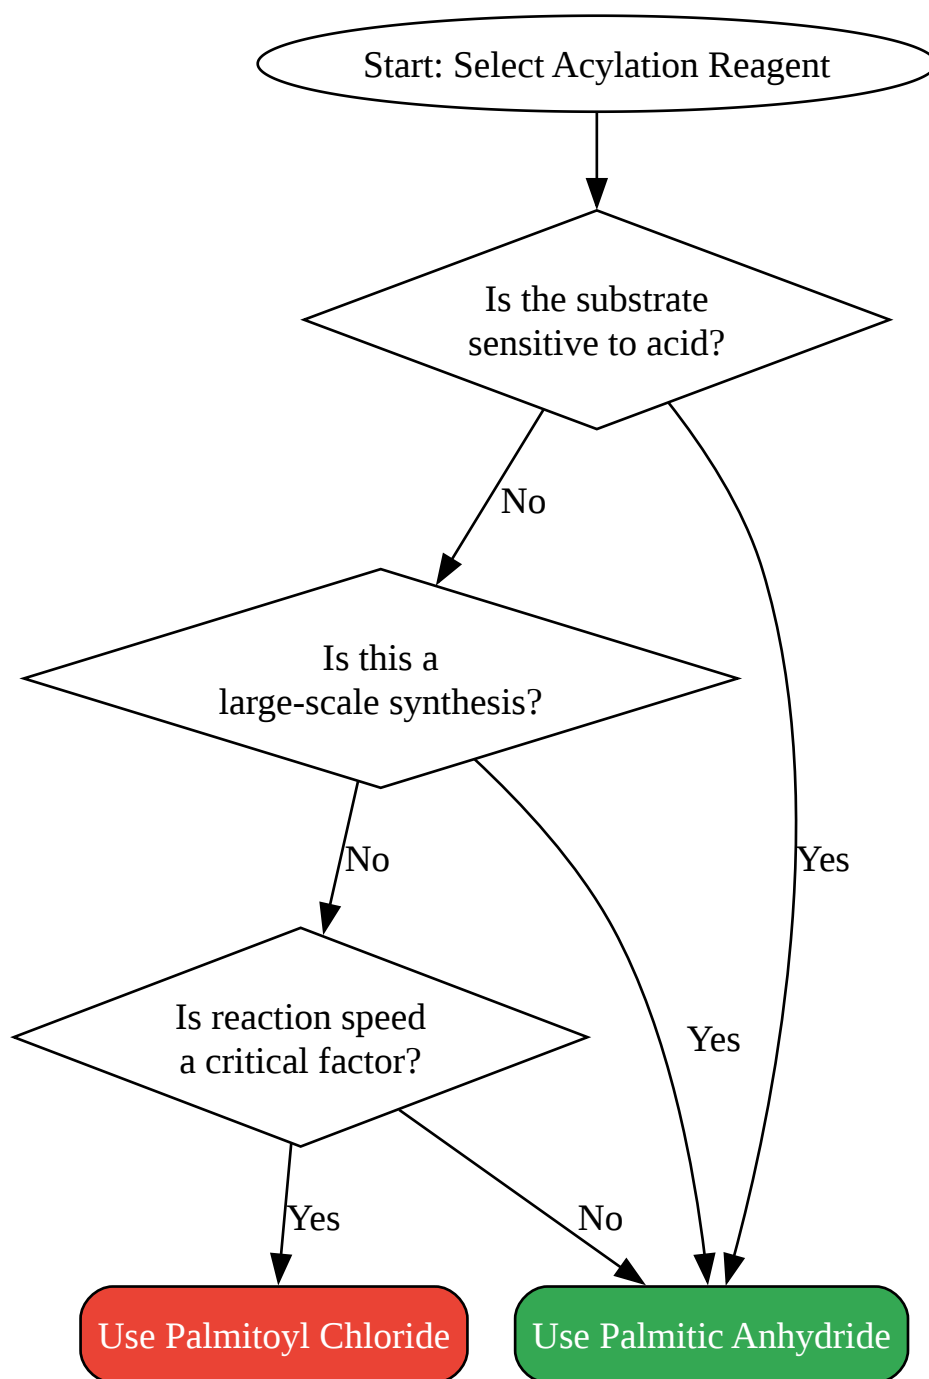 Start: Select Acylation Reagent
Is the substrate
sensitive to acid?
No
Is this a
large-scale synthesis?
No
Yes
Is reaction speed
a critical factor?
Yes
Yes
No
Use Palmitoyl Chloride
Use Palmitic Anhydride